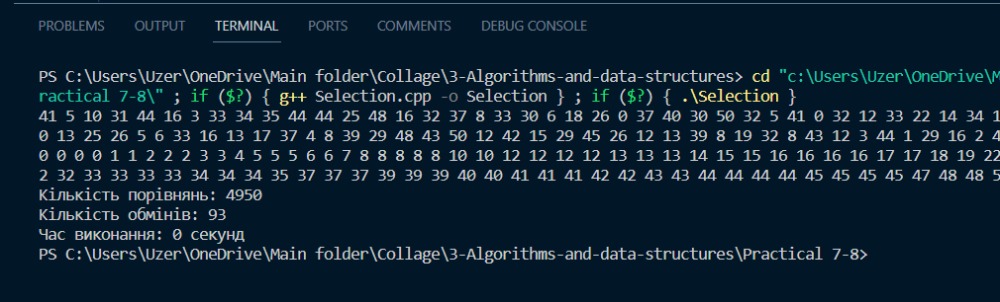 PROBLEMS OUTPUT TERMINAL PORTS COMMENTS DEBUG CONSOLE
PS C:\Users\Uzer\OneDrive\Main folder\Collage\3-Algorithms-and-data-structures> cd "c:\Users\Uzer\OneDrive\M
ractical 7-8\" ; if ($?) { g++ Selection.cpp -o Selection } ; if ($?) { .\Selection }
41 5 10 31 44 16 3 33 34 35 44 44 25 48 16 32 37 8 33 30 6 18 26 0 37 40 30 50 32 5 41 0 32 12 33 22 14 34 1
0 13 25 26 5 6 33 16 13 17 37 4 8 39 29 48 43 50 12 42 15 29 45 26 12 13 39 8 19 32 8 43 12 3 44 1 29 16 2 4
0 0 0 0 1 1 2 2 2 3 3 4 5 5 5 6 6 7 8 8 8 8 8 10 10 12 12 12 12 13 13 13 14 15 15 16 16 16 16 17 17 18 19 22
2 32 33 33 33 33 34 34 34 35 37 37 37 39 39 39 40 40 41 41 41 42 42 43 43 44 44 44 44 45 45 45 45 47 48 48 5
Кількість порівнянь: 4950
Кількість обмінів: 93
Час виконання: 0 секунд
PS C:\Users\Uzer\OneDrive\Main folder\Collage\3-Algorithms-and-data-structures\Practical 7-8>